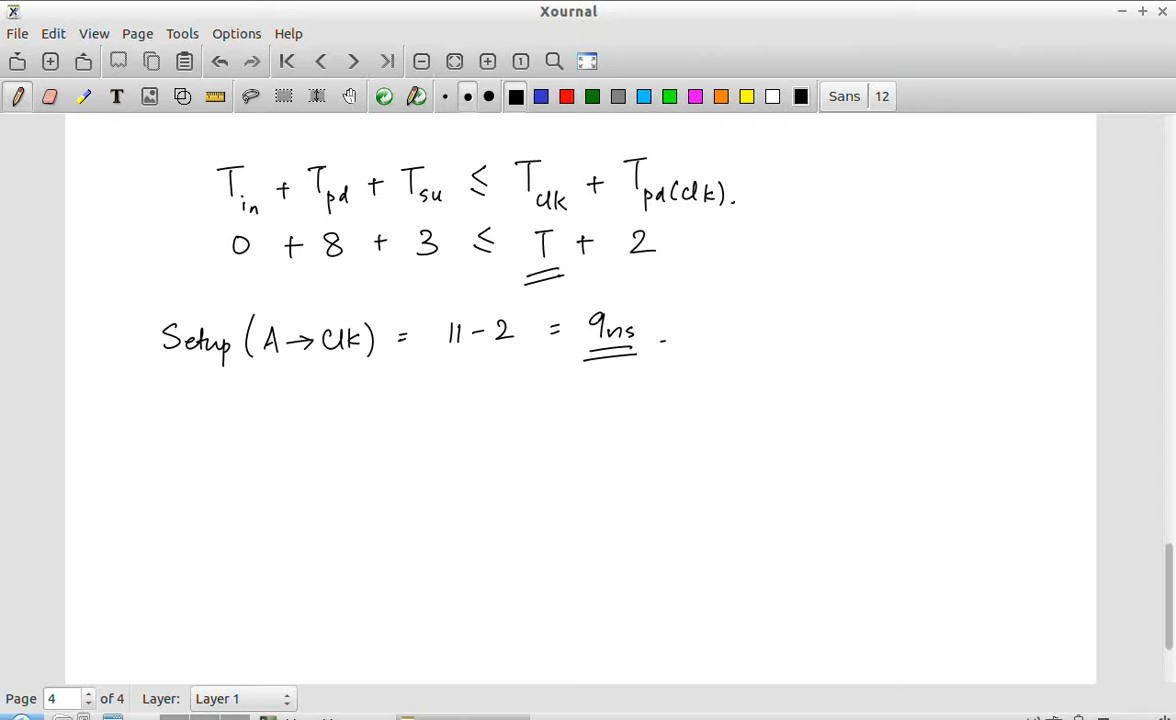 Xournal
File Edit View Page Tools Options Help
Sans 12
T_in + T_pd + T_su ≤ T_clk + T_pd(clk).
0 + 8 + 3 ≤ T + 2
Setup (A → Clk) = 11 - 2 = 9ns .
Page 4 of 4 Layer: Layer 1